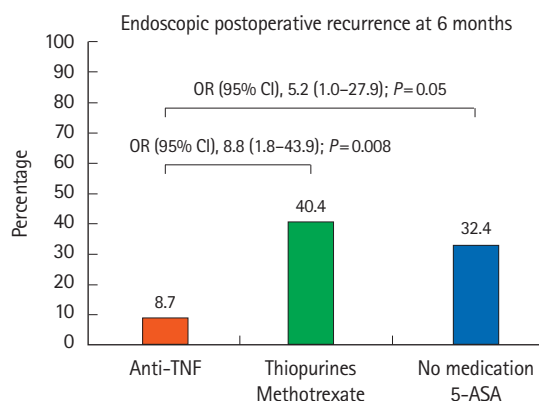 Endoscopic postoperative recurrence at 6 months
Percentage
100
90
80
70
60
50
40
30
20
10
0
OR (95% CI), 5.2 (1.0–27.9); P=0.05
OR (95% CI), 8.8 (1.8–43.9); P=0.008
8.7
40.4
32.4
Anti-TNF
Thiopurines
Methotrexate
No medication
5-ASA